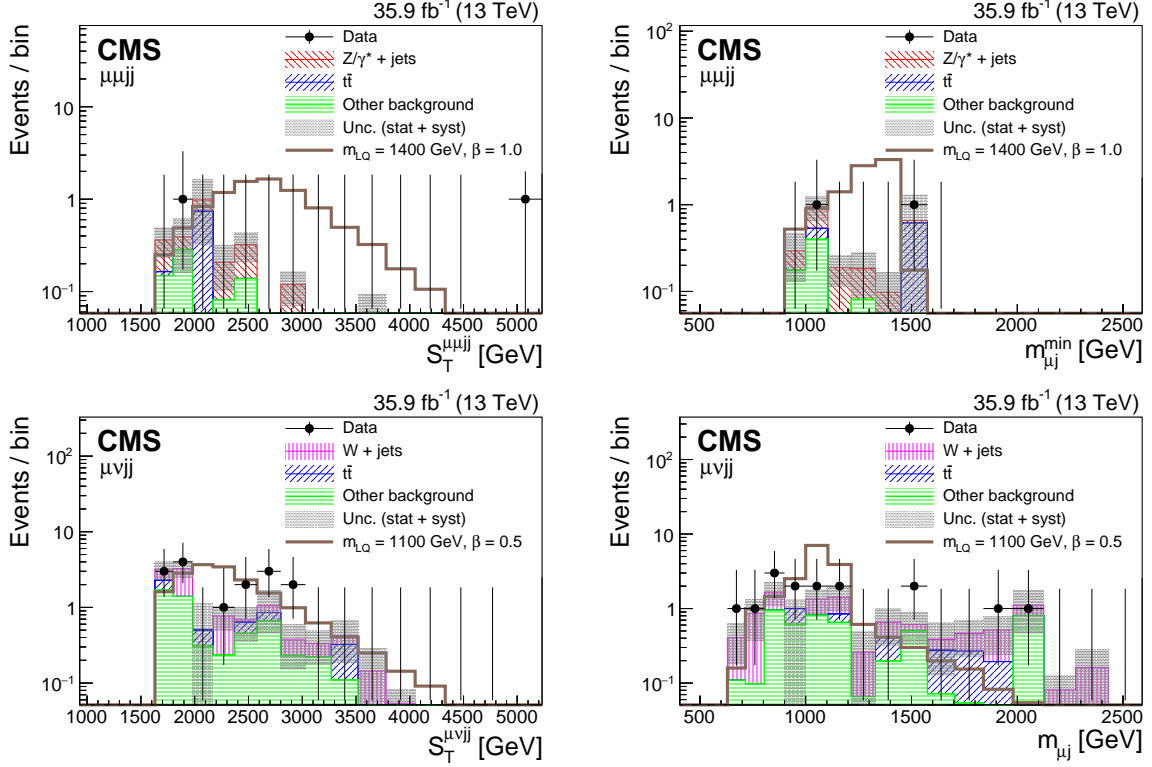 35.9 fb⁻¹ (13 TeV)
CMS
μμjj
Data
Z/γ* + jets
tt̄
Other background
Unc. (stat + syst)
m_LQ = 1400 GeV, β = 1.0
Events / bin
10
1
10⁻¹
1000 1500 2000 2500 3000 3500 4000 4500 5000
S_T^μμjj [GeV]
35.9 fb⁻¹ (13 TeV)
CMS
μμjj
Data
Z/γ* + jets
tt̄
Other background
Unc. (stat + syst)
m_LQ = 1400 GeV, β = 1.0
Events / bin
10²
10
1
10⁻¹
500 1000 1500 2000 2500
m_μj^min [GeV]
35.9 fb⁻¹ (13 TeV)
CMS
μνjj
Data
W + jets
tt̄
Other background
Unc. (stat + syst)
m_LQ = 1100 GeV, β = 0.5
Events / bin
10²
10
1
10⁻¹
1000 1500 2000 2500 3000 3500 4000 4500 5000
S_T^μνjj [GeV]
35.9 fb⁻¹ (13 TeV)
CMS
μνjj
Data
W + jets
tt̄
Other background
Unc. (stat + syst)
m_LQ = 1100 GeV, β = 0.5
Events / bin
10²
10
1
10⁻¹
500 1000 1500 2000 2500
m_μj [GeV]